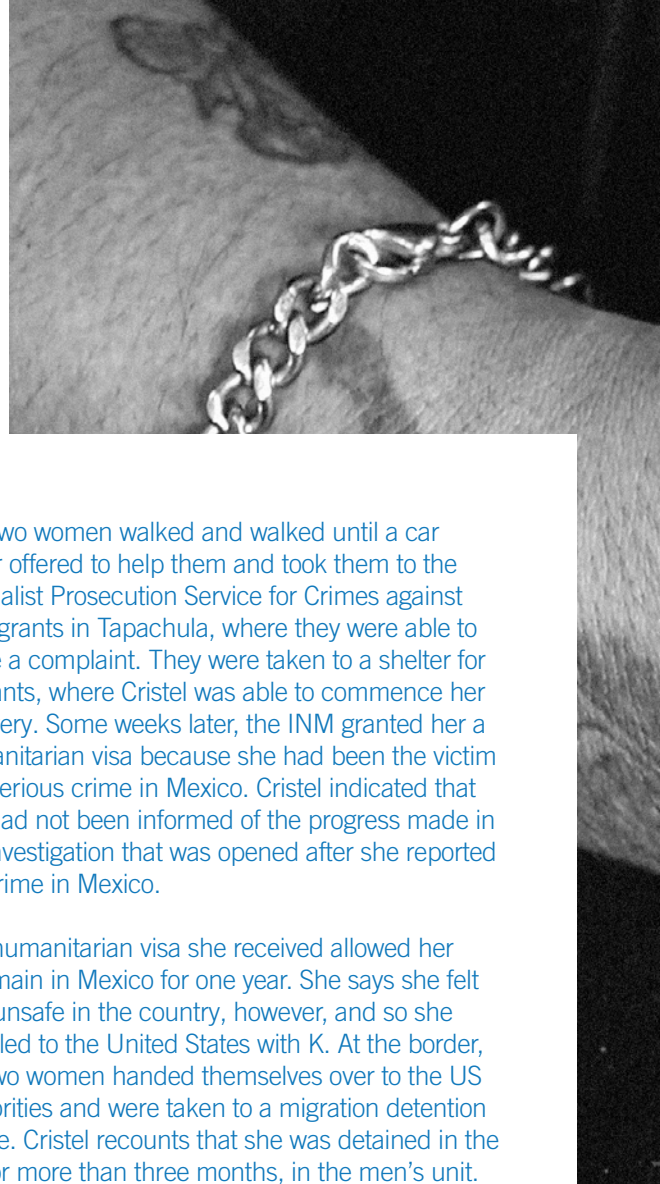 wo women walked and walked until a car
r offered to help them and took them to the
alist Prosecution Service for Crimes against
grants in Tapachula, where they were able to
e a complaint. They were taken to a shelter for
ants, where Cristel was able to commence her
ery. Some weeks later, the INM granted her a
anitarian visa because she had been the victim
erious crime in Mexico. Cristel indicated that
ad not been informed of the progress made in
nvestigation that was opened after she reported
rime in Mexico.
humanitarian visa she received allowed her
main in Mexico for one year. She says she felt
unsafe in the country, however, and so she
led to the United States with K. At the border,
wo women handed themselves over to the US
orities and were taken to a migration detention
e. Cristel recounts that she was detained in the
or more than three months, in the men’s unit.